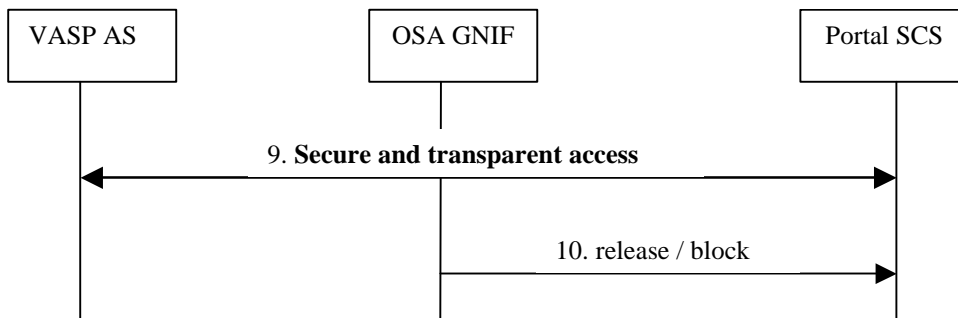 VASP AS
OSA GNIF
Portal SCS
9. Secure and transparent access
10. release / block